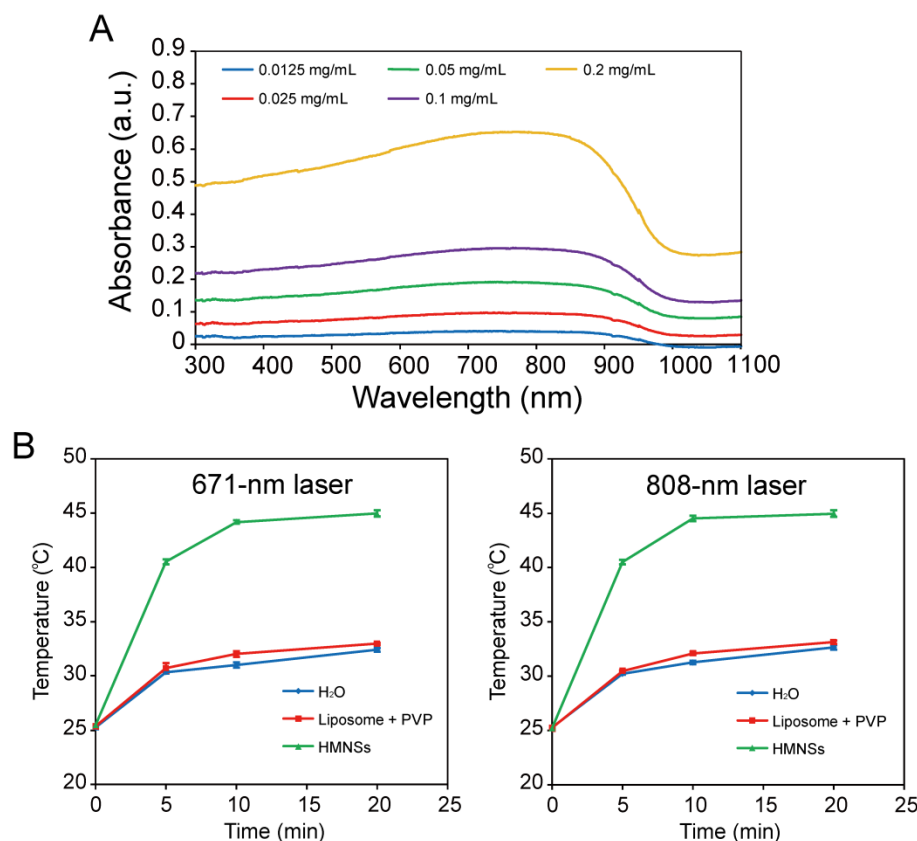 A
Absorbance (a.u.)
0.9
0.8
0.7
0.6
0.5
0.4
0.3
0.2
0.1
0
0.0125 mg/mL
0.05 mg/mL
0.2 mg/mL
0.025 mg/mL
0.1 mg/mL
300 400 500 600 700 800 900 1000 1100
Wavelength (nm)
B
Temperature (℃)
50
45
40
35
30
25
20
671-nm laser
H₂O
Liposome + PVP
HMNSs
0 5 10 15 20 25
Time (min)
Temperature (℃)
50
45
40
35
30
25
20
808-nm laser
H₂O
Liposome + PVP
HMNSs
0 5 10 15 20 25
Time (min)